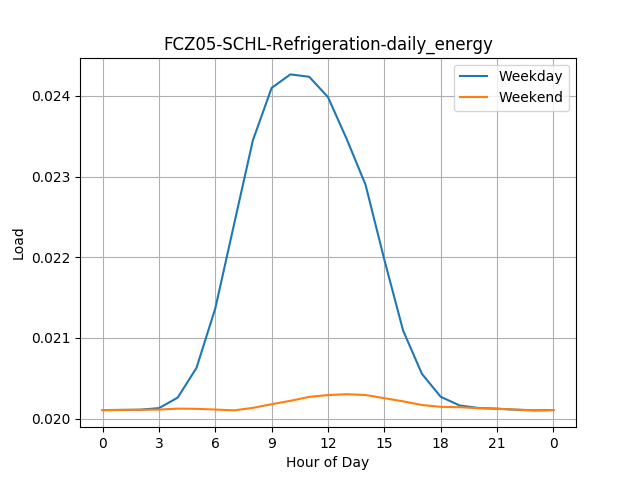 FCZ05-SCHL-Refrigeration-daily_energy
Weekday
Weekend
0.024
0.023
0.022
0.021
0.020
Load
0 3 6 9 12 15 18 21 0
Hour of Day